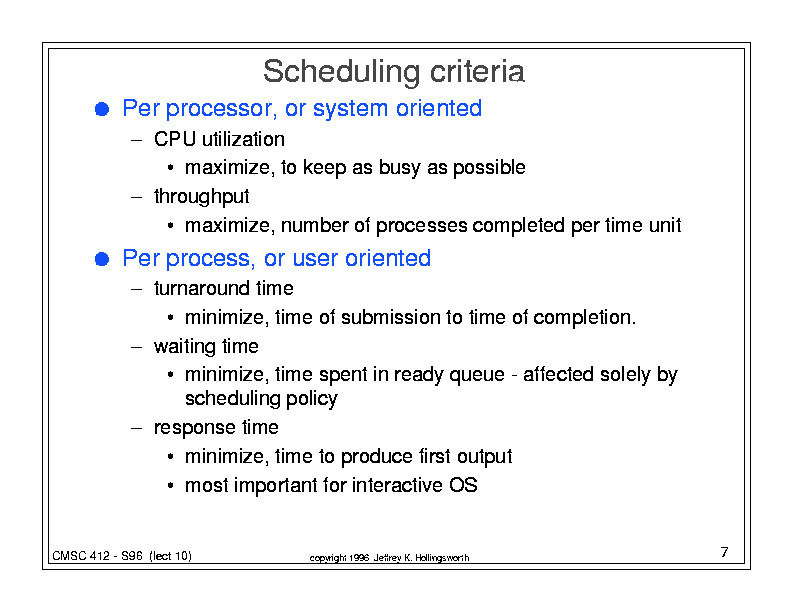 Scheduling criteria
● Per processor, or system oriented
– CPU utilization
• maximize, to keep as busy as possible
– throughput
• maximize, number of processes completed per time unit
● Per process, or user oriented
– turnaround time
• minimize, time of submission to time of completion.
– waiting time
• minimize, time spent in ready queue - affected solely by
scheduling policy
– response time
• minimize, time to produce first output
• most important for interactive OS
CMSC 412 - S96 (lect 10)
copyright 1996 Jeffrey K. Hollingsworth
7